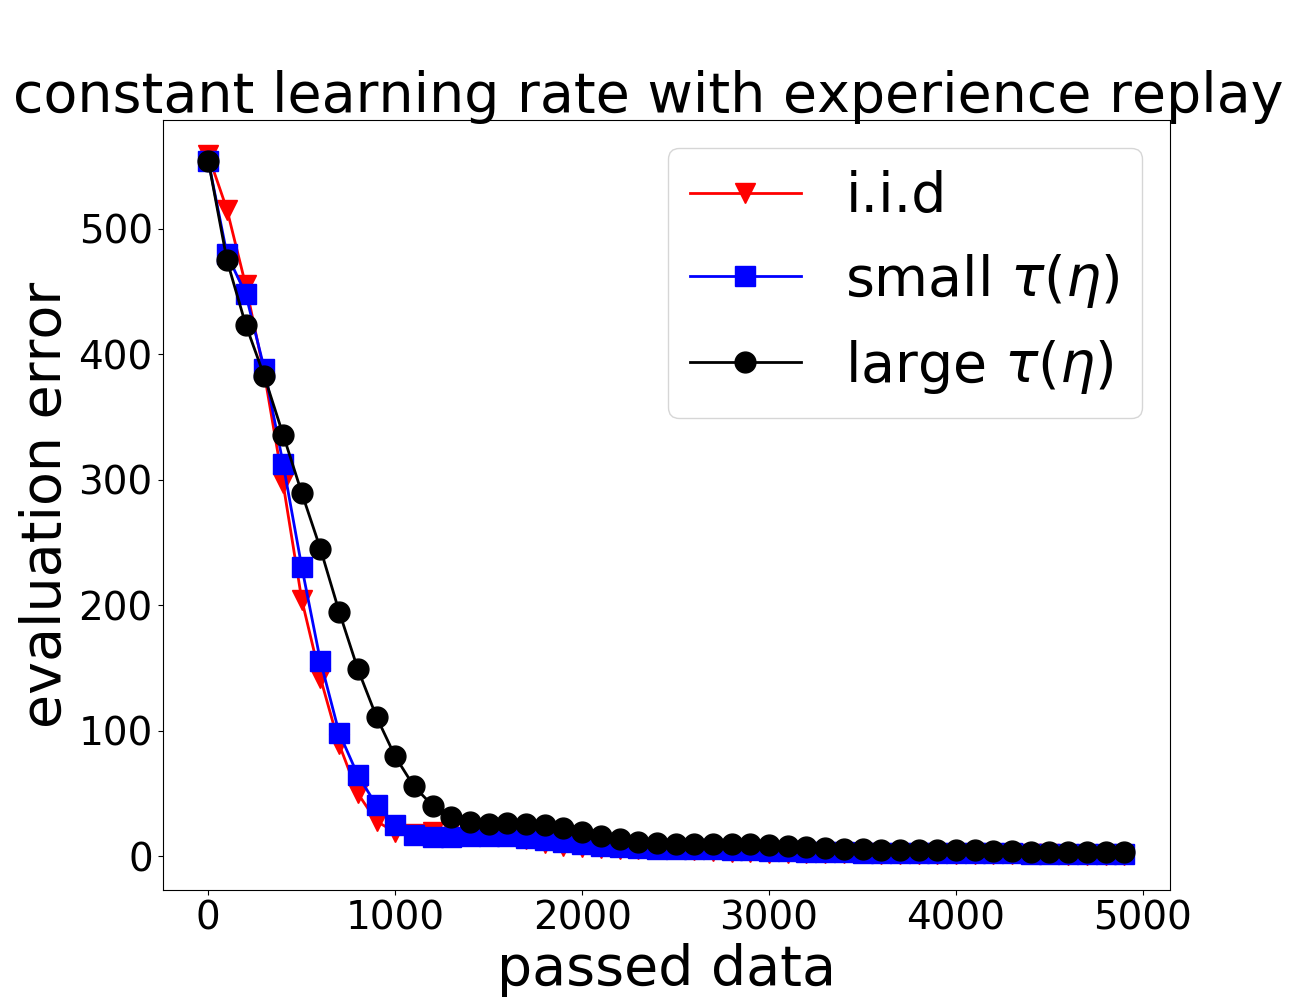 constant learning rate with experience replay
i.i.d
small τ(η)
large τ(η)
evaluation error
500
400
300
200
100
0
0 1000 2000 3000 4000 5000
passed data